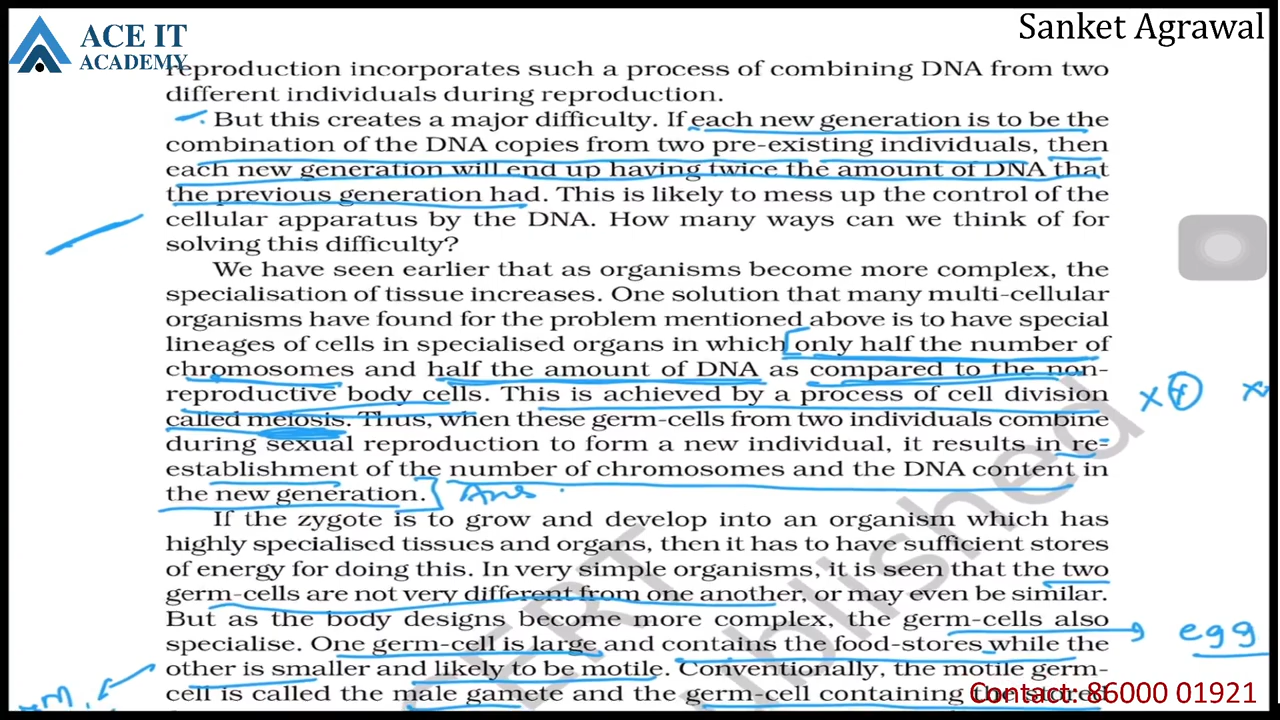 ACE IT
ACADEMY
Sanket Agrawal
reproduction incorporates such a process of combining DNA from two
different individuals during reproduction.
But this creates a major difficulty. If each new generation is to be the
combination of the DNA copies from two pre-existing individuals, then
each new generation will end up having twice the amount of DNA that
the previous generation had. This is likely to mess up the control of the
cellular apparatus by the DNA. How many ways can we think of for
solving this difficulty?
We have seen earlier that as organisms become more complex, the
specialisation of tissue increases. One solution that many multi-cellular
organisms have found for the problem mentioned above is to have special
lineages of cells in specialised organs in which only half the number of
chromosomes and half the amount of DNA as compared to the non-
reproductive body cells. This is achieved by a process of cell division
called meiosis. Thus, when these germ-cells from two individuals combine
during sexual reproduction to form a new individual, it results in re-
establishment of the number of chromosomes and the DNA content in
the new generation. Ans
If the zygote is to grow and develop into an organism which has
highly specialised tissues and organs, then it has to have sufficient stores
of energy for doing this. In very simple organisms, it is seen that the two
germ-cells are not very different from one another, or may even be similar.
But as the body designs become more complex, the germ-cells also
specialise. One germ-cell is large and contains the food-stores while the
egg
other is smaller and likely to be motile. Conventionally, the motile germ-
cell is called the male gamete and the germ-cell containing the stored
Contact: 86000 01921